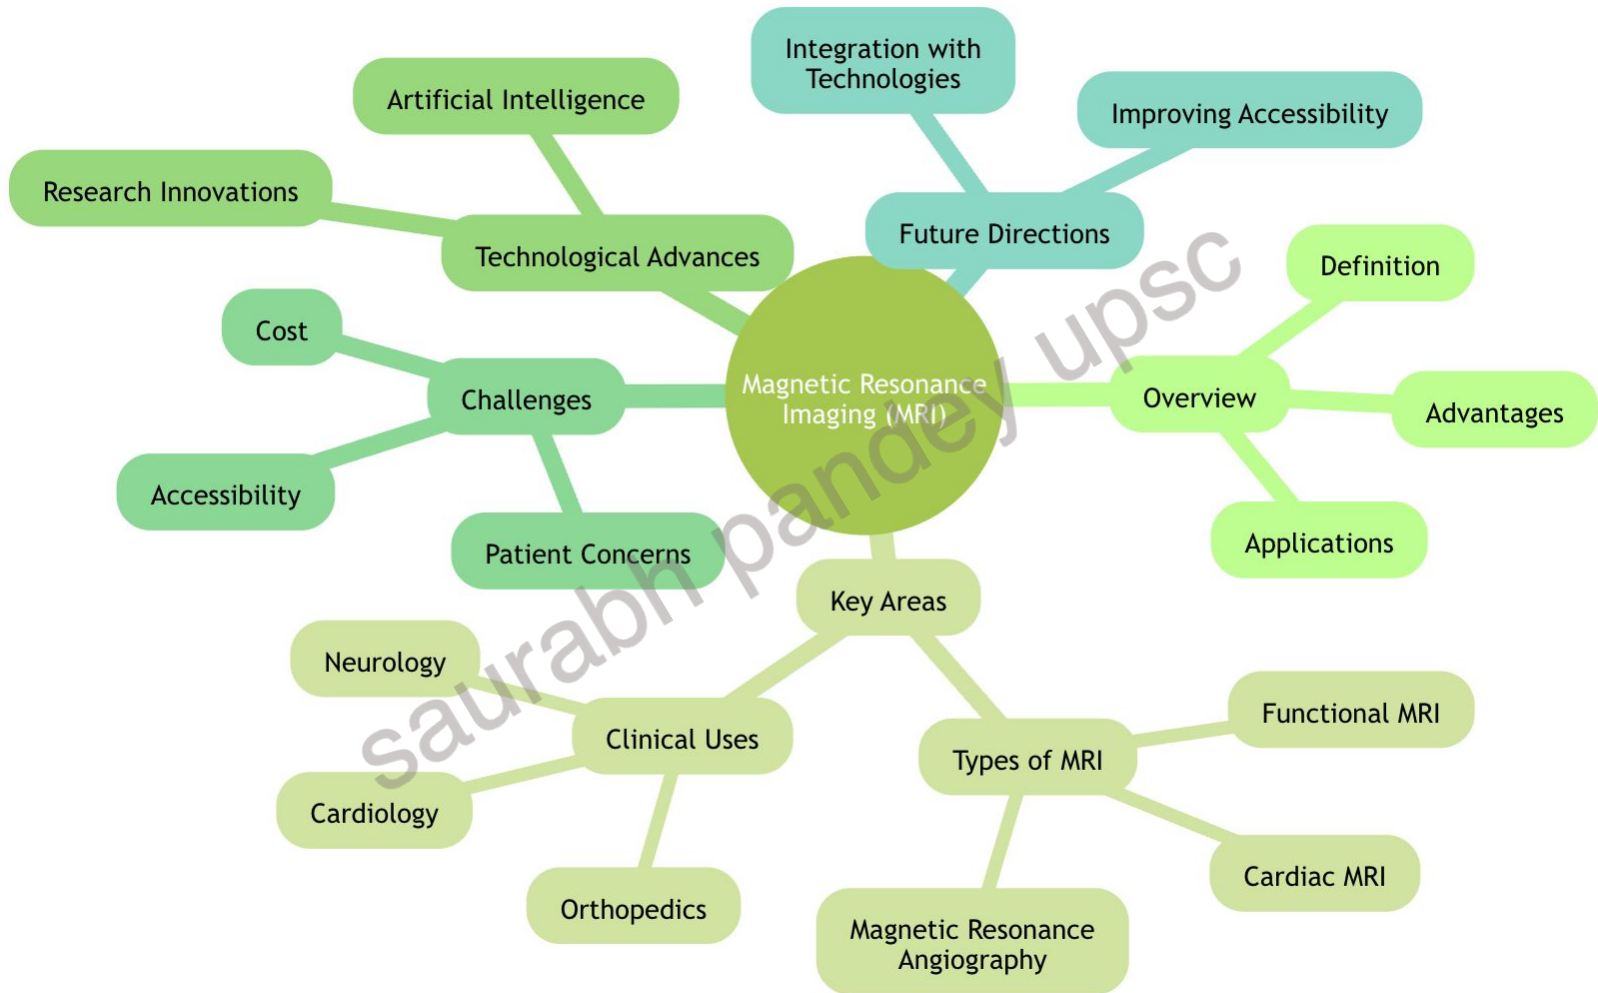 Integration with
Technologies
Artificial Intelligence
Improving Accessibility
Research Innovations
Technological Advances
Future Directions
Definition
Cost
Challenges
Magnetic Resonance
Imaging (MRI)
Overview
Advantages
Accessibility
Patient Concerns
Applications
Key Areas
Neurology
Clinical Uses
Cardiology
Orthopedics
Types of MRI
Functional MRI
Cardiac MRI
Magnetic Resonance
Angiography
saurabh pandey upsc